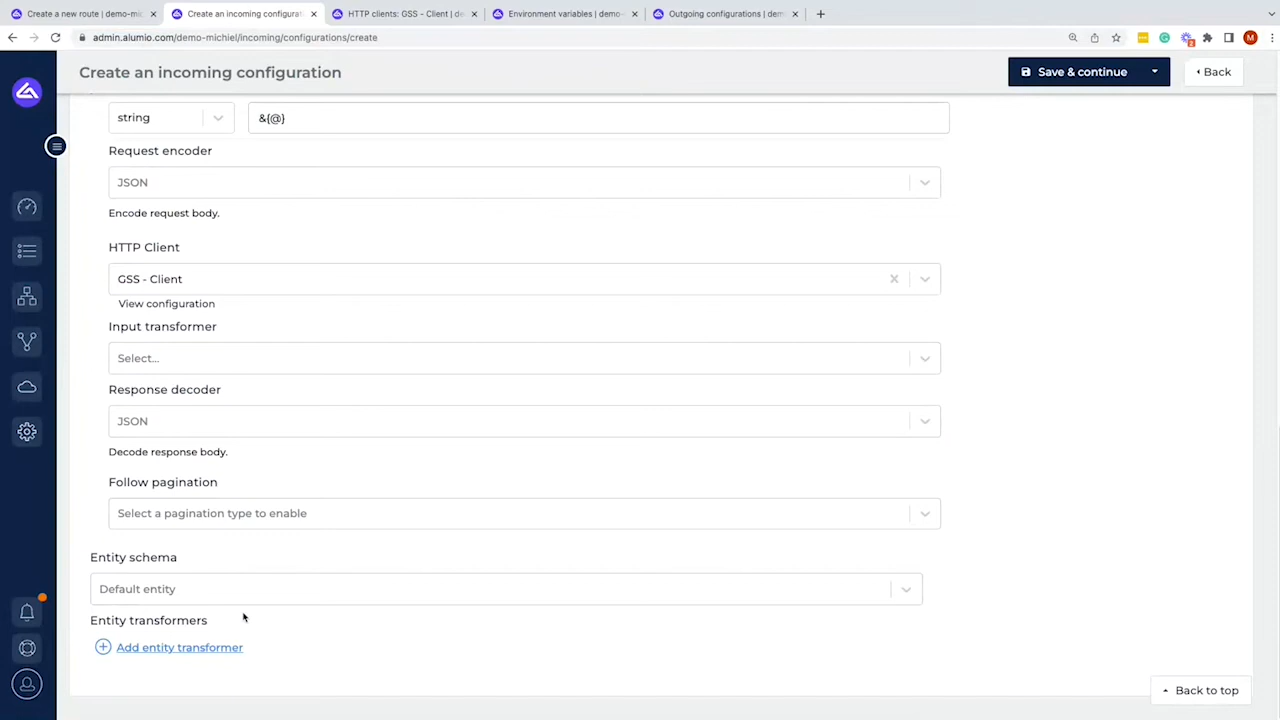 Create a new route | demo-mic
Create an incoming configurat
HTTP clients: GSS - Client | de
Environment variables | demo-
Outgoing configurations | dem
admin.alumio.com/demo-michiel/incoming/configurations/create
2
M
Create an incoming configuration
Save & continue
Back
string
&{@}
Request encoder
JSON
Encode request body.
HTTP Client
GSS - Client
View configuration
Input transformer
Select...
Response decoder
JSON
Decode response body.
Follow pagination
Select a pagination type to enable
Entity schema
Default entity
Entity transformers
Add entity transformer
Back to top